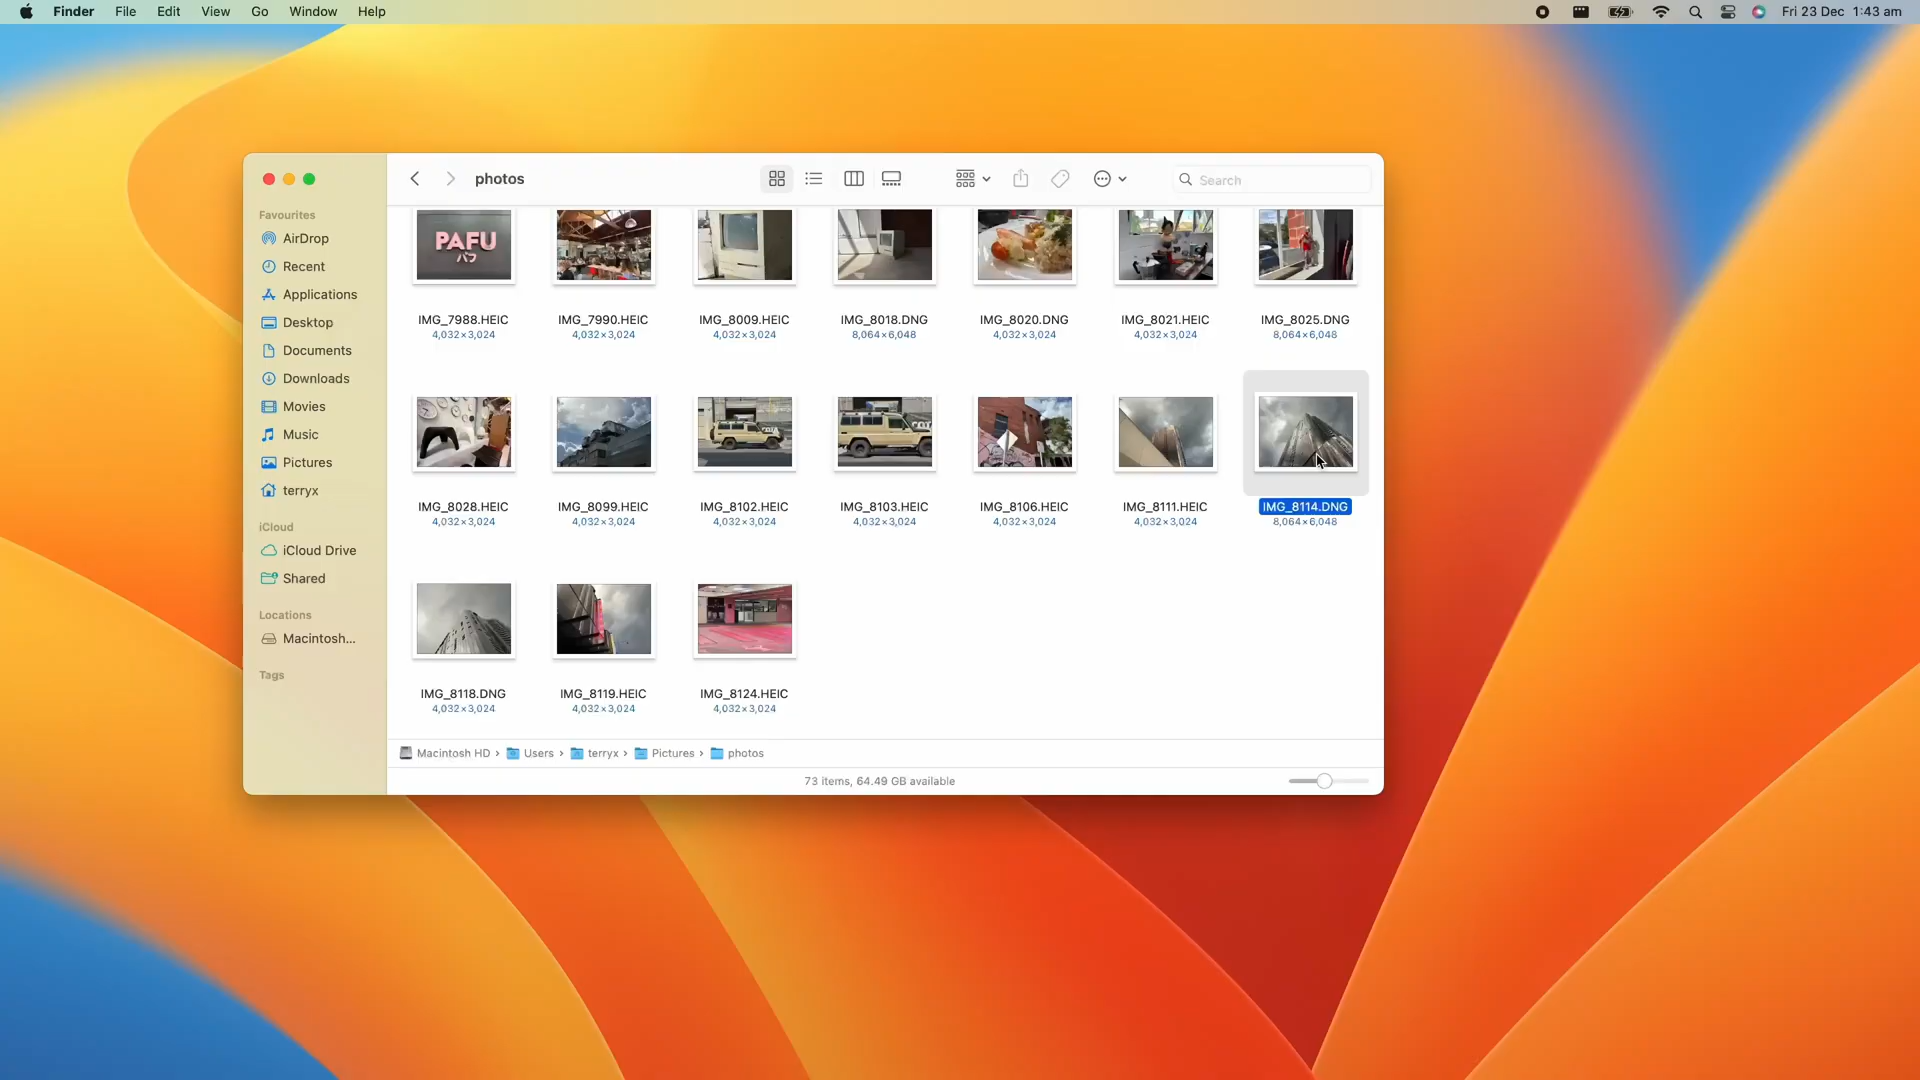 Finder File Edit View Go Window Help
Fri 23 Dec 1:43 am
photos
Search
Favourites
AirDrop
Recent
Applications
Desktop
Documents
Downloads
Movies
Music
Pictures
terryx
iCloud
iCloud Drive
Shared
Locations
Macintosh...
Tags
PAFU
パフ
IMG_7988.HEIC IMG_7990.HEIC IMG_8009.HEIC IMG_8018.DNG IMG_8020.DNG IMG_8021.HEIC IMG_8025.DNG
4,032×3,024 4,032×3,024 4,032×3,024 8,064×6,048 4,032×3,024 4,032×3,024 8,064×6,048
IMG_8028.HEIC IMG_8099.HEIC IMG_8102.HEIC IMG_8103.HEIC IMG_8106.HEIC IMG_8111.HEIC IMG_8114.DNG
4,032×3,024 4,032×3,024 4,032×3,024 4,032×3,024 4,032×3,024 4,032×3,024 8,064×6,048
IMG_8118.DNG IMG_8119.HEIC IMG_8124.HEIC
4,032×3,024 4,032×3,024 4,032×3,024
Macintosh HD › Users › terryx › Pictures › photos
73 items, 64.49 GB available